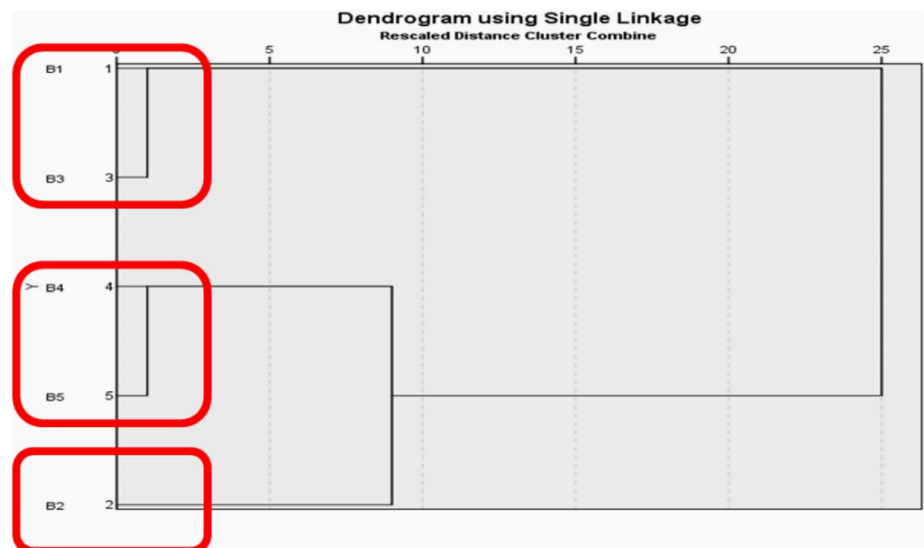 Dendrogram using Single Linkage
Rescaled Distance Cluster Combine
5 10 15 20 25
B1 1
B3 3
Y
B4 4
B5 5
B2 2